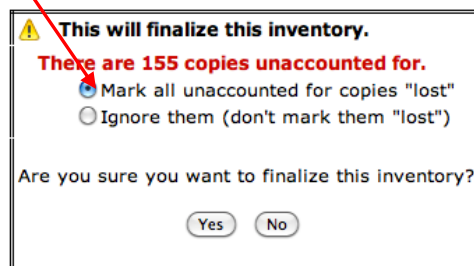 This will finalize this inventory.
There are 155 copies unaccounted for.
Mark all unaccounted for copies "lost"
Ignore them (don't mark them "lost")
Are you sure you want to finalize this inventory?
Yes No